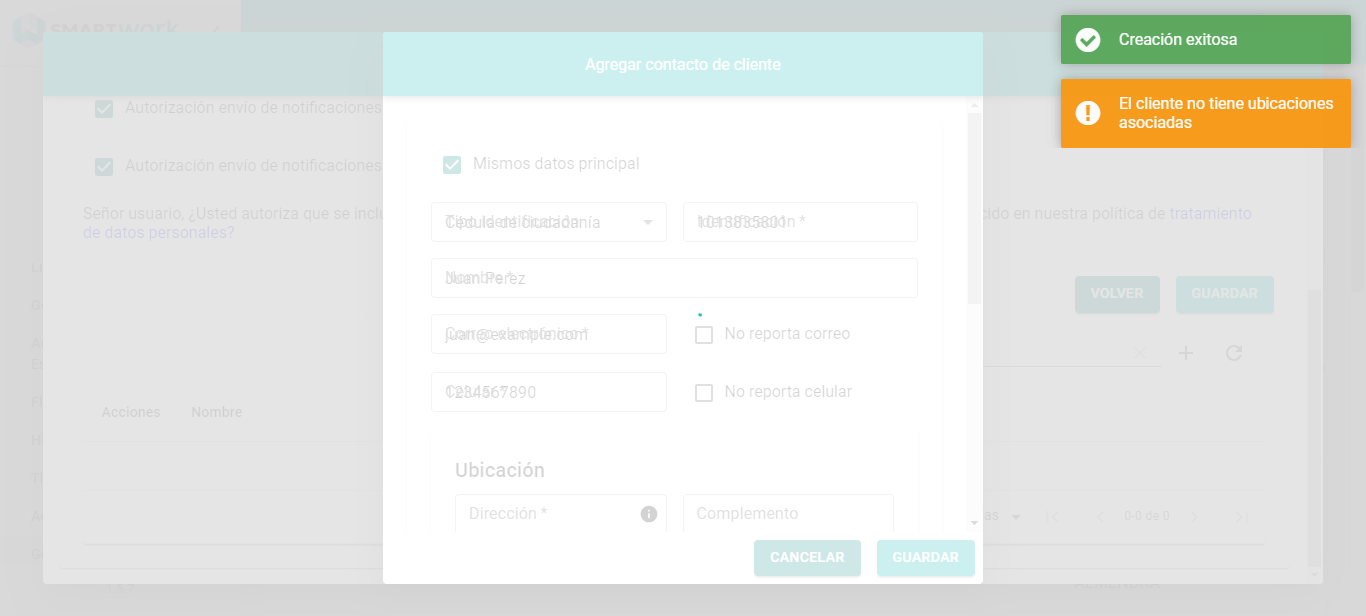 SMARTWORK
Agregar contacto de cliente
Creación exitosa
El cliente no tiene ubicaciones
asociadas
Autorización envío de notificaciones
Mismos datos principal
Autorización envío de notificaciones
Señor usuario, ¿Usted autoriza que se inclu
cido en nuestra política de tratamiento
de datos personales?
Tipo Identificación
Cédula de ciudadanía
Identificación *
1013835801
Nombre *
Juan Perez
VOLVER
GUARDAR
Correo electrónico *
juan@example.com
No reporta correo
Celular *
1234567890
No reporta celular
Acciones
Nombre
Ubicación
Dirección *
Complemento
as
0-0 de 0
CANCELAR
GUARDAR